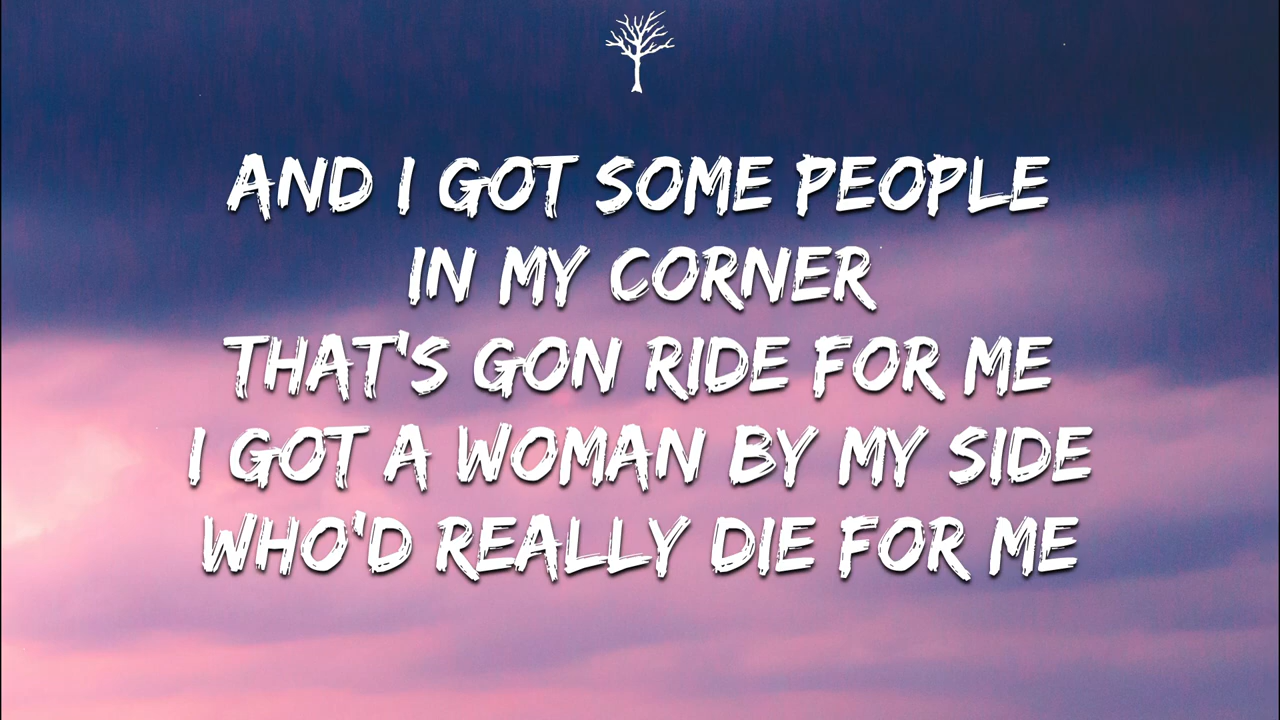 AND I GOT SOME PEOPLE
IN MY CORNER
THAT'S GON RIDE FOR ME
I GOT A WOMAN BY MY SIDE
WHO'D REALLY DIE FOR ME